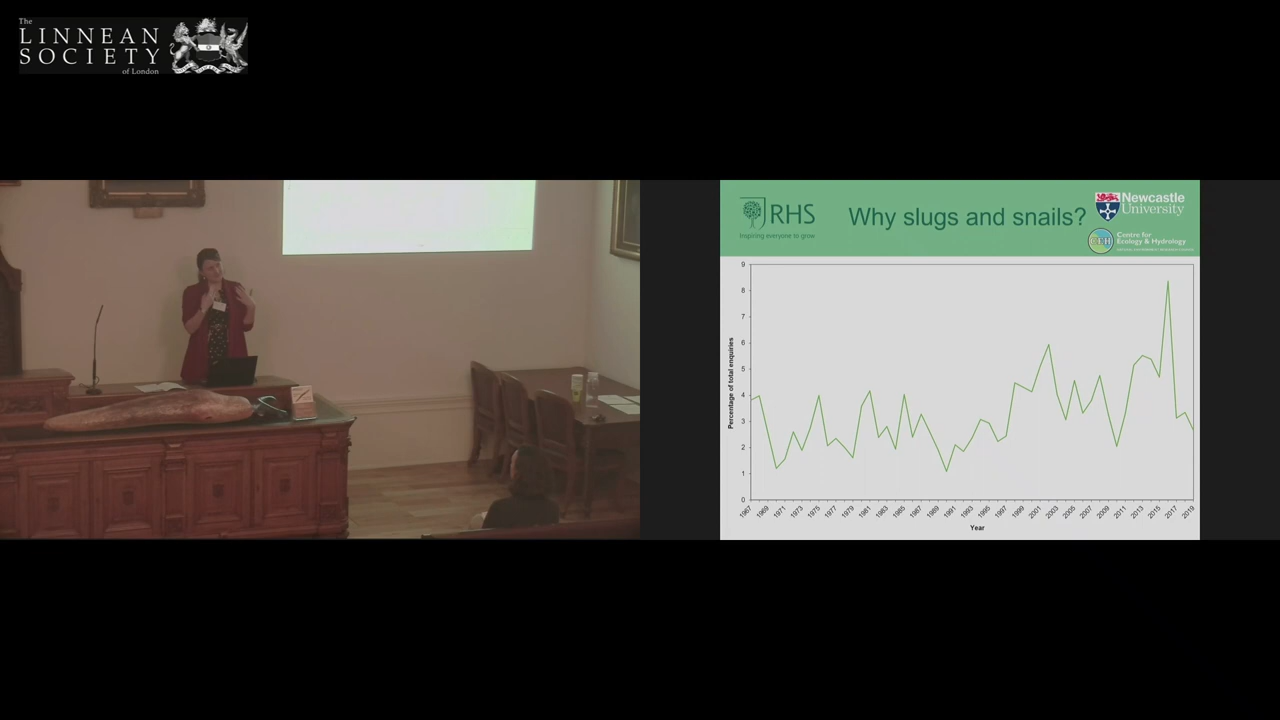 The
LINNEAN
SOCIETY
of London
RHS
Inspiring everyone to grow
Why slugs and snails?
Newcastle
University
CEH
Centre for
Ecology & Hydrology
Percentage of total enquiries
9
8
7
6
5
4
3
2
1
0
1967
1969
1971
1973
1975
1977
1979
1981
1983
1985
1987
1989
1991
1993
1995
1997
1999
2001
2003
2005
2007
2009
2011
2013
2015
2017
2019
Year